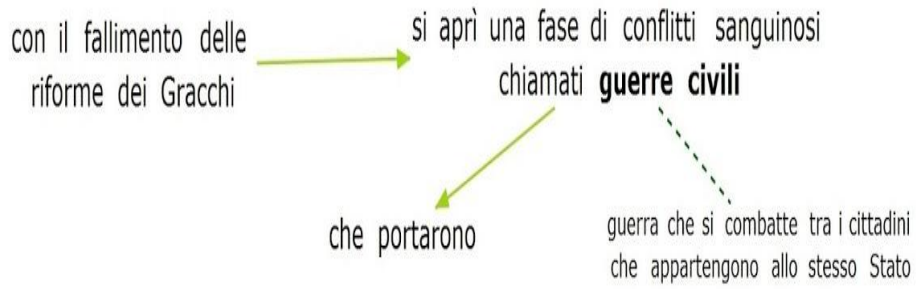 con il fallimento delle
riforme dei Gracchi
si aprì una fase di conflitti sanguinosi
chiamati guerre civili
che portarono
guerra che si combatte tra i cittadini
che appartengono allo stesso Stato